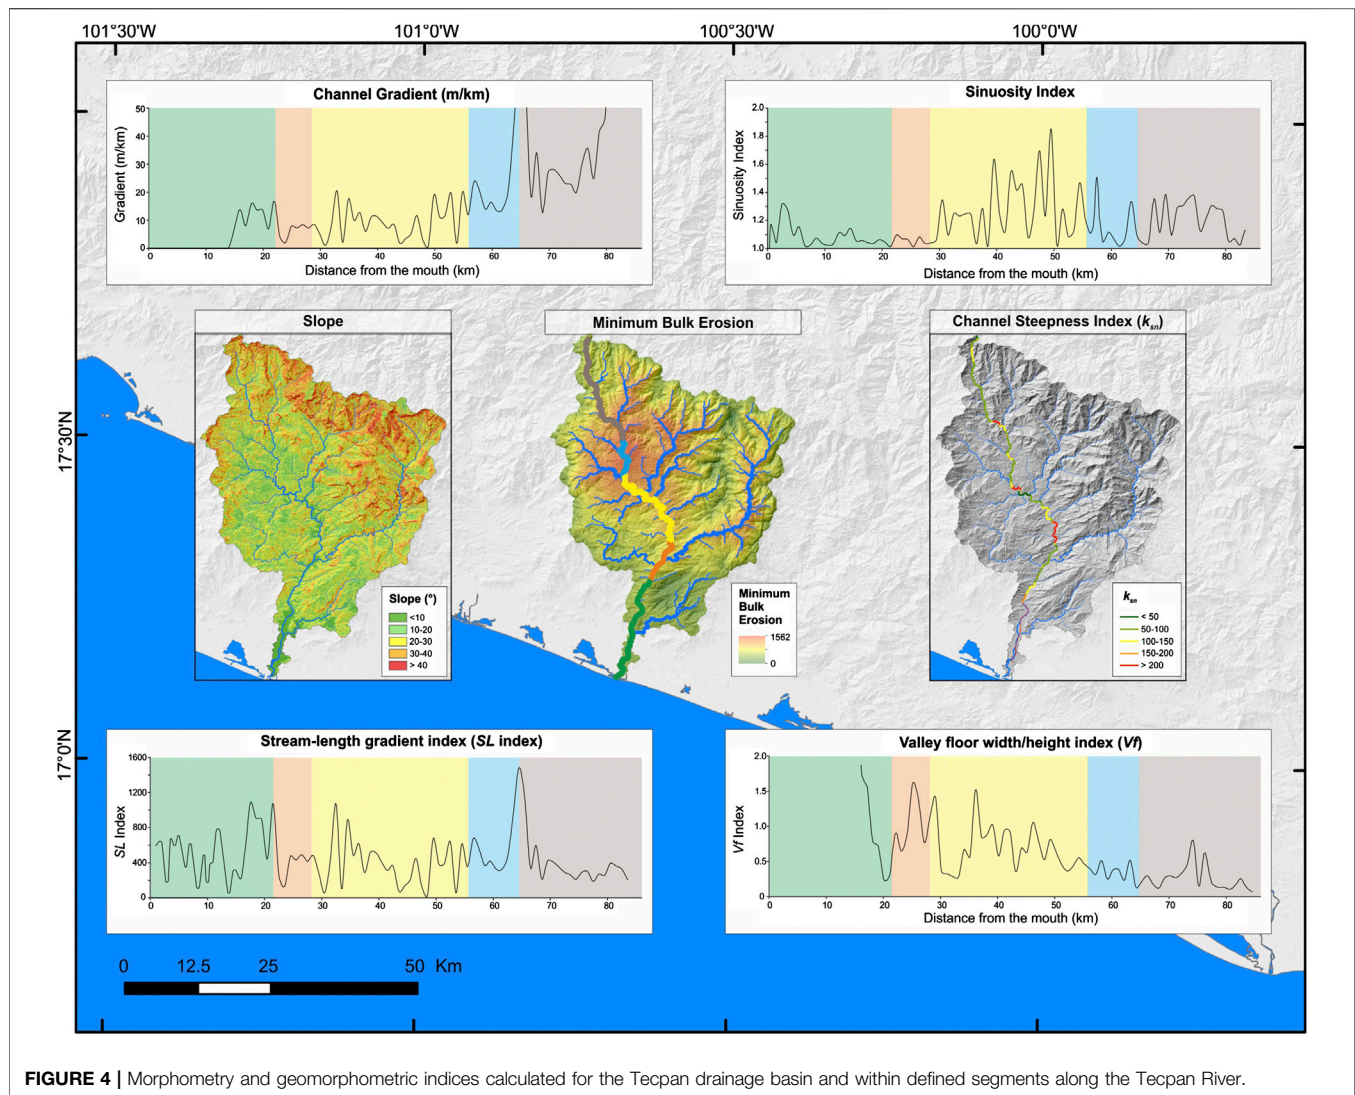 101°30'W 101°0'W 100°30'W 100°0'W
Channel Gradient (m/km)
Gradient (m/km)
50
40
30
20
10
0
0 10 20 30 40 50 60 70 80
Distance from the mouth (km)
Sinuosity Index
Sinuosity Index
2.0
1.8
1.6
1.4
1.2
1.0
0 10 20 30 40 50 60 70 80
Distance from the mouth (km)
17°30'N
17°0'N
Slope
Slope (°)
<10
10-20
20-30
30-40
> 40
Minimum Bulk Erosion
Minimum
Bulk
Erosion
1562
0
Channel Steepness Index (ksn)
ksn
< 50
50-100
100-150
150-200
> 200
Stream-length gradient index (SL index)
SL Index
1600
1200
800
400
0
0 10 20 30 40 50 60 70 80
Valley floor width/height index (Vf)
Vf Index
2.0
1.5
1.0
0.5
0
0 10 20 30 40 50 60 70 80
Distance from the mouth (km)
0 12.5 25 50 Km
FIGURE 4 | Morphometry and geomorphometric indices calculated for the Tecpan drainage basin and within defined segments along the Tecpan River.